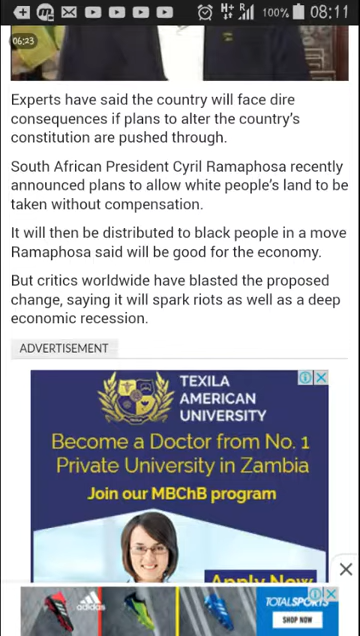 100% 08:11
06:23
Experts have said the country will face dire
consequences if plans to alter the country's
constitution are pushed through.
South African President Cyril Ramaphosa recently
announced plans to allow white people's land to be
taken without compensation.
It will then be distributed to black people in a move
Ramaphosa said will be good for the economy.
But critics worldwide have blasted the proposed
change, saying it will spark riots as well as a deep
economic recession.
ADVERTISEMENT
TEXILA
AMERICAN
UNIVERSITY
Become a Doctor from No. 1
Private University in Zambia
Join our MBChB program
Apply Now
adidas
TOTALSPORTS
SHOP NOW